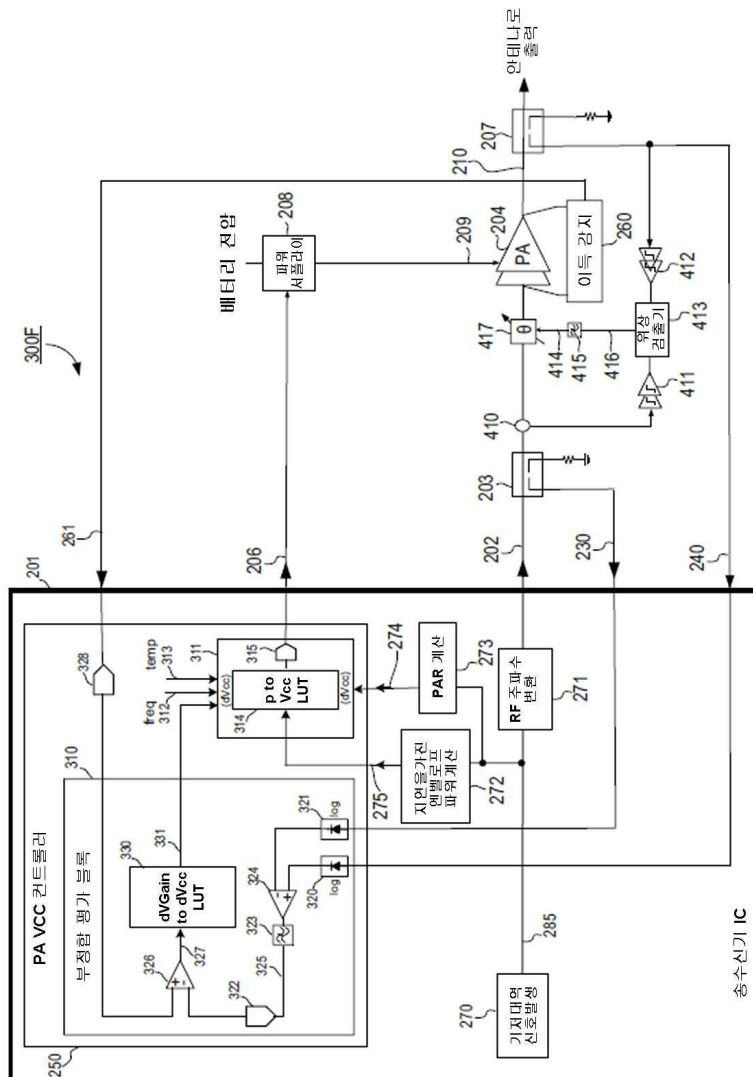 300F
배터리 전압
208
파워
서플라이
209
안테나로
출력
207
210
204
PA
260
이득 감지
417
θ
414
415
416
413
위상
검출기
412
411
410
203
202
230
240
206
261
201
PA VCC 컨트롤러
250
328
부정합 평가 블록
310
330
dVGain
to dVcc
LUT
331
326
+
-
327
322
325
323
324
-
+
321
log
320
log
freq
312
temp
313
(dVcc)
311
p to
Vcc
LUT
314
315
(dVcc)
274
PAR 계산
273
275
지연을가진
엔벨로프
파워계산
272
RF 주파수
변환
271
285
기저대역
신호발생
270
송수신기 IC